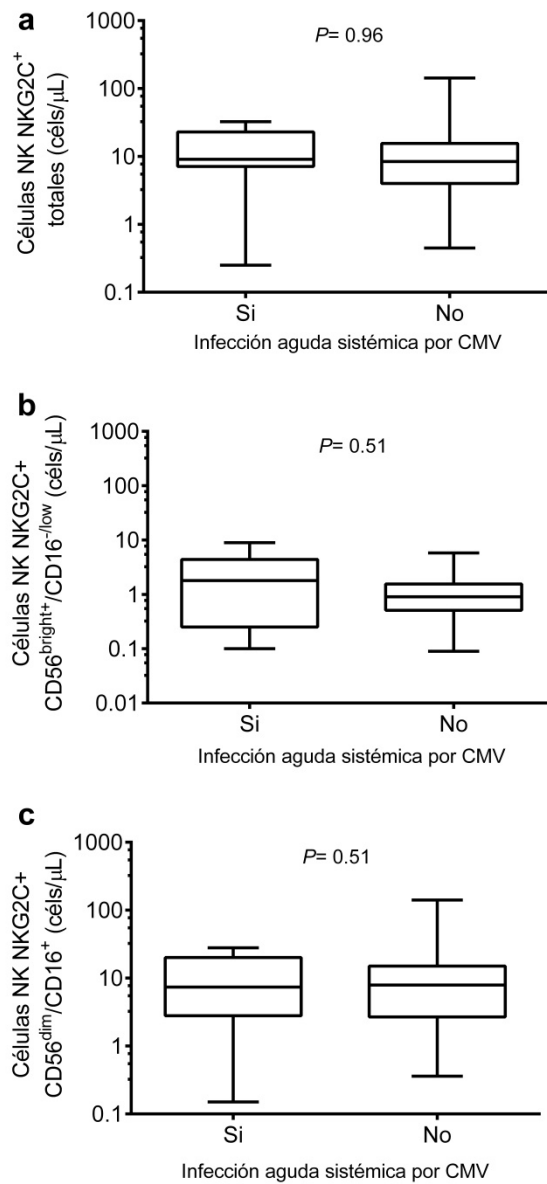 a
Células NK NKG2C⁺
totales (céls/μL)
1000
100
10
1
0.1
P= 0.96
Si
No
Infección aguda sistémica por CMV
b
Células NK NKG2C+
CD56ᵇʳⁱᵍʰᵗ⁺/CD16⁻/ˡᵒʷ (céls/μL)
1000
100
10
1
0.1
0.01
P= 0.51
Si
No
Infección aguda sistémica por CMV
c
Células NK NKG2C+
CD56ᵈⁱᵐ/CD16⁺ (céls/μL)
1000
100
10
1
0.1
P= 0.51
Si
No
Infección aguda sistémica por CMV